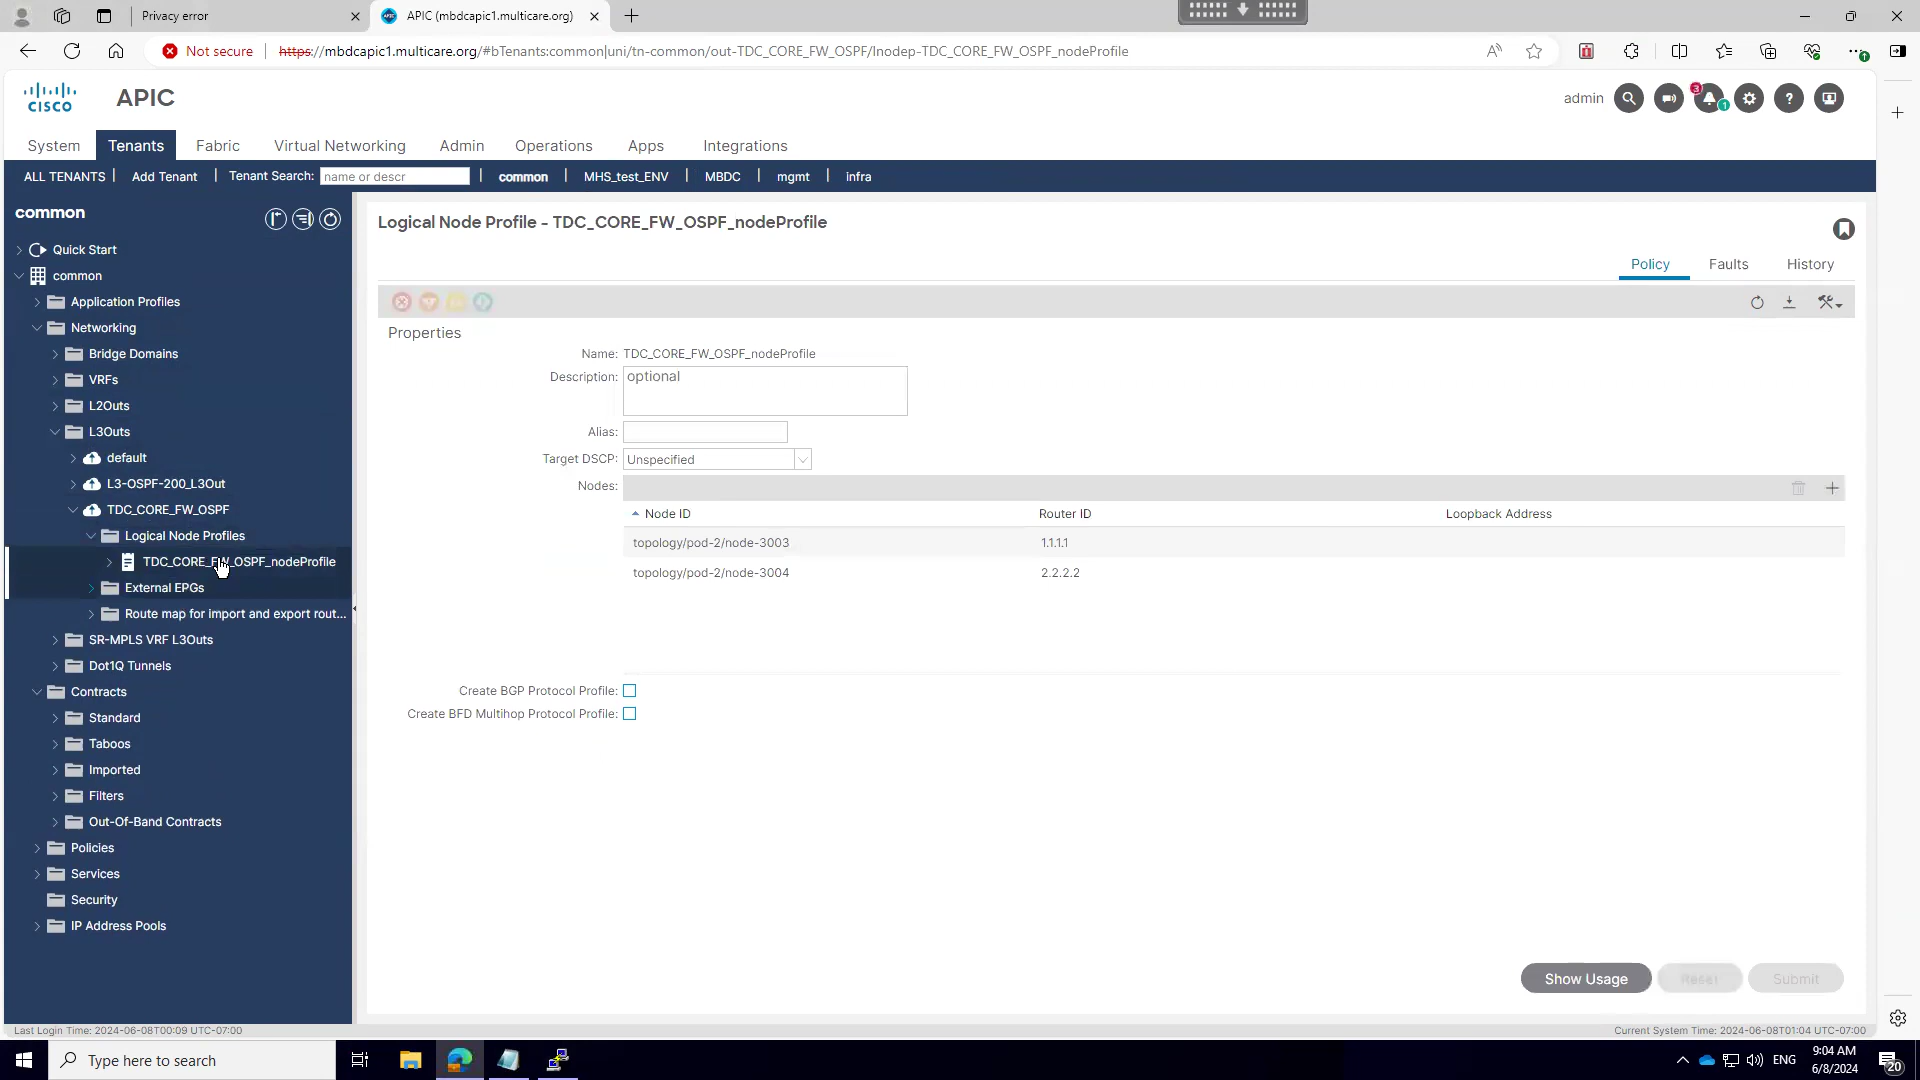 Privacy error
APIC (mbdcapic1.multicare.org)
Not secure
https://mbdcapic1.multicare.org/#bTenants:common|uni/tn-common/out-TDC_CORE_FW_OSPF/lnodep-TDC_CORE_FW_OSPF_nodeProfile
CISCO
APIC
admin
3
1
System Tenants Fabric Virtual Networking Admin Operations Apps Integrations
ALL TENANTS | Add Tenant | Tenant Search: name or descr | common | MHS_test_ENV | MBDC | mgmt | infra
common
Quick Start
common
Application Profiles
Networking
Bridge Domains
VRFs
L2Outs
L3Outs
default
L3-OSPF-200_L3Out
TDC_CORE_FW_OSPF
Logical Node Profiles
TDC_CORE_FW_OSPF_nodeProfile
External EPGs
Route map for import and export rout...
SR-MPLS VRF L3Outs
Dot1Q Tunnels
Contracts
Standard
Taboos
Imported
Filters
Out-Of-Band Contracts
Policies
Services
Security
IP Address Pools
Logical Node Profile - TDC_CORE_FW_OSPF_nodeProfile
Policy Faults History
Properties
Name: TDC_CORE_FW_OSPF_nodeProfile
Description: optional
Alias:
Target DSCP: Unspecified
Nodes:
Node ID Router ID Loopback Address
topology/pod-2/node-3003 1.1.1.1
topology/pod-2/node-3004 2.2.2.2
Create BGP Protocol Profile:
Create BFD Multihop Protocol Profile:
Show Usage Reset Submit
Last Login Time: 2024-06-08T00:09 UTC-07:00
Current System Time: 2024-06-08T01:04 UTC-07:00
Type here to search
ENG
9:04 AM
6/8/2024
20